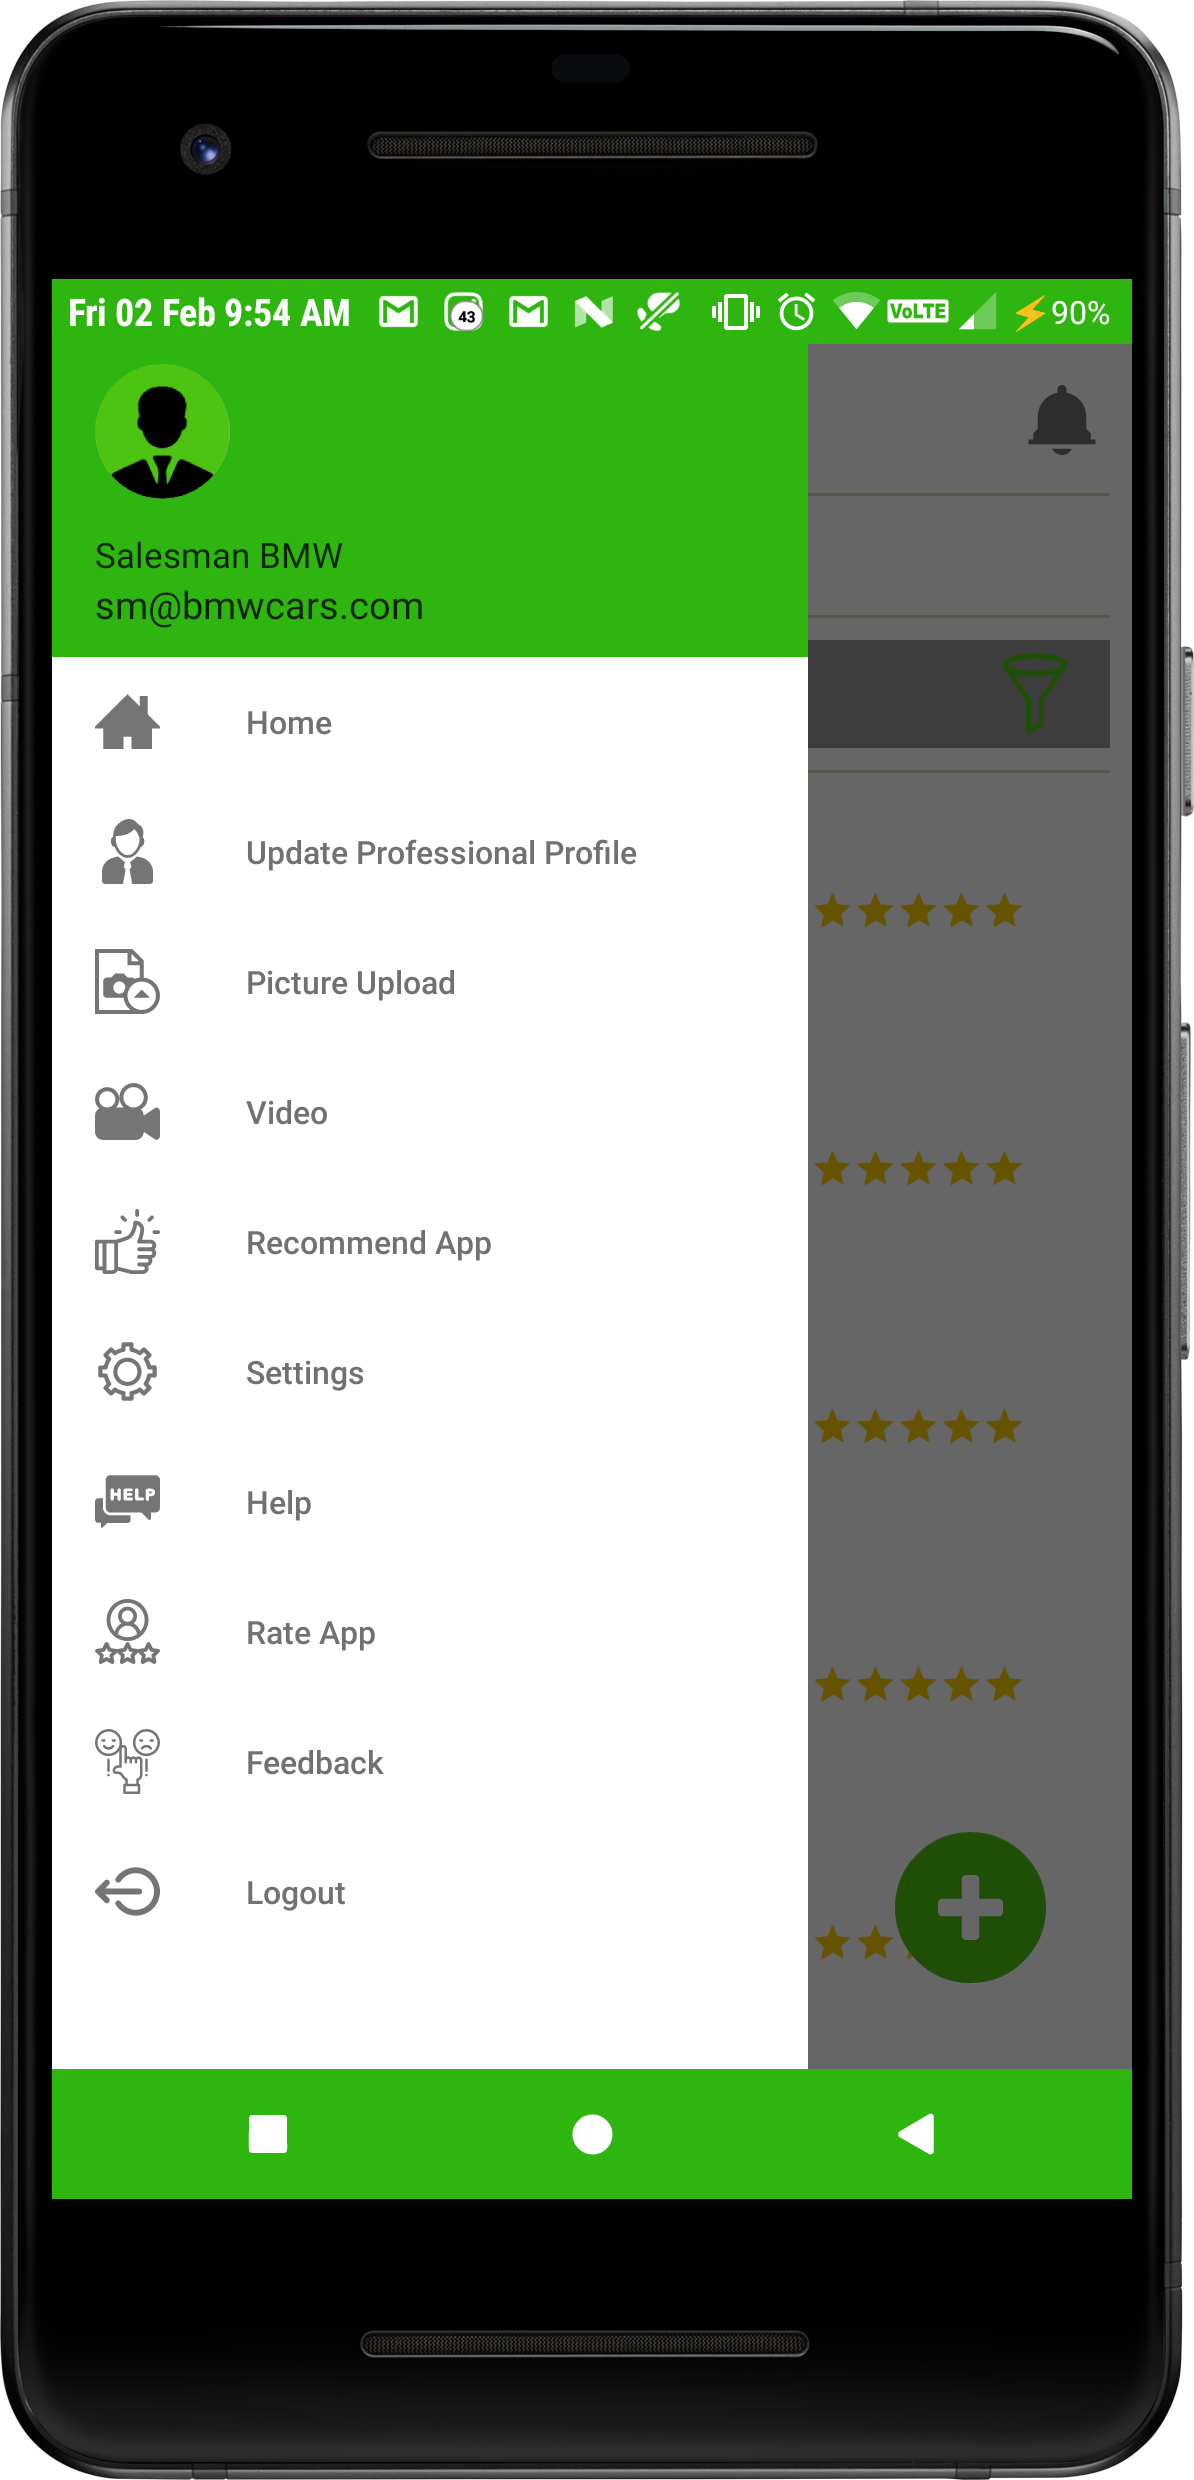 Fri 02 Feb 9:54 AM 43 VoLTE 90%
Salesman BMW
sm@bmwcars.com
Home
Update Professional Profile
Picture Upload
Video
Recommend App
Settings
HELP Help
Rate App
Feedback
Logout